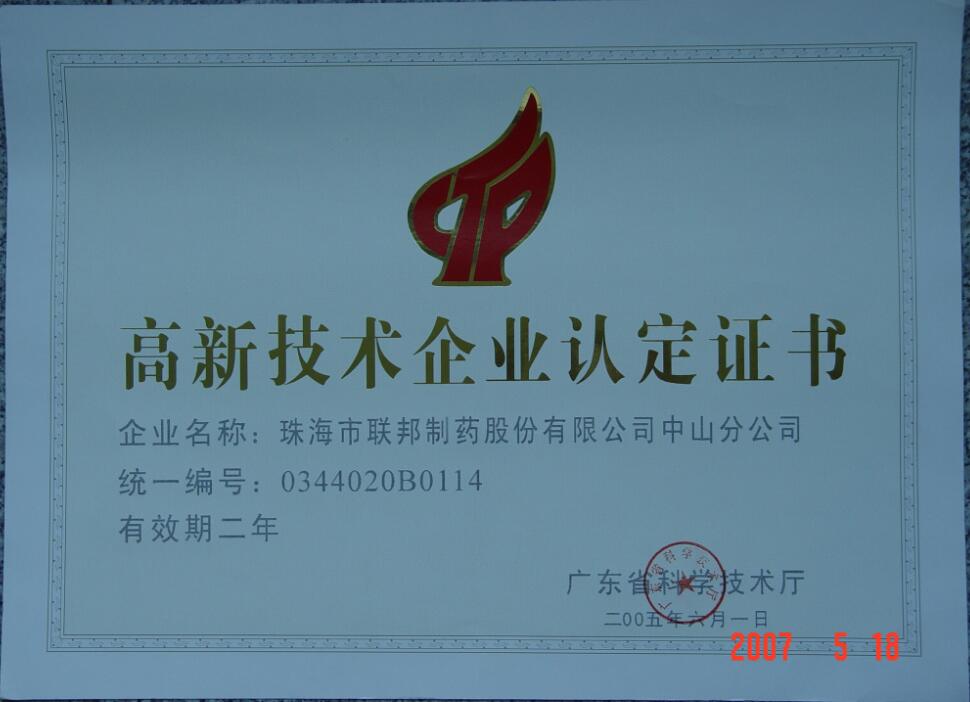 高新技术企业认定证书
企业名称：珠海市联邦制药股份有限公司中山分公司
统一编号：0344020B0114
有效期二年
广东省科学技术厅
二00五年六月一日
2007 5 18